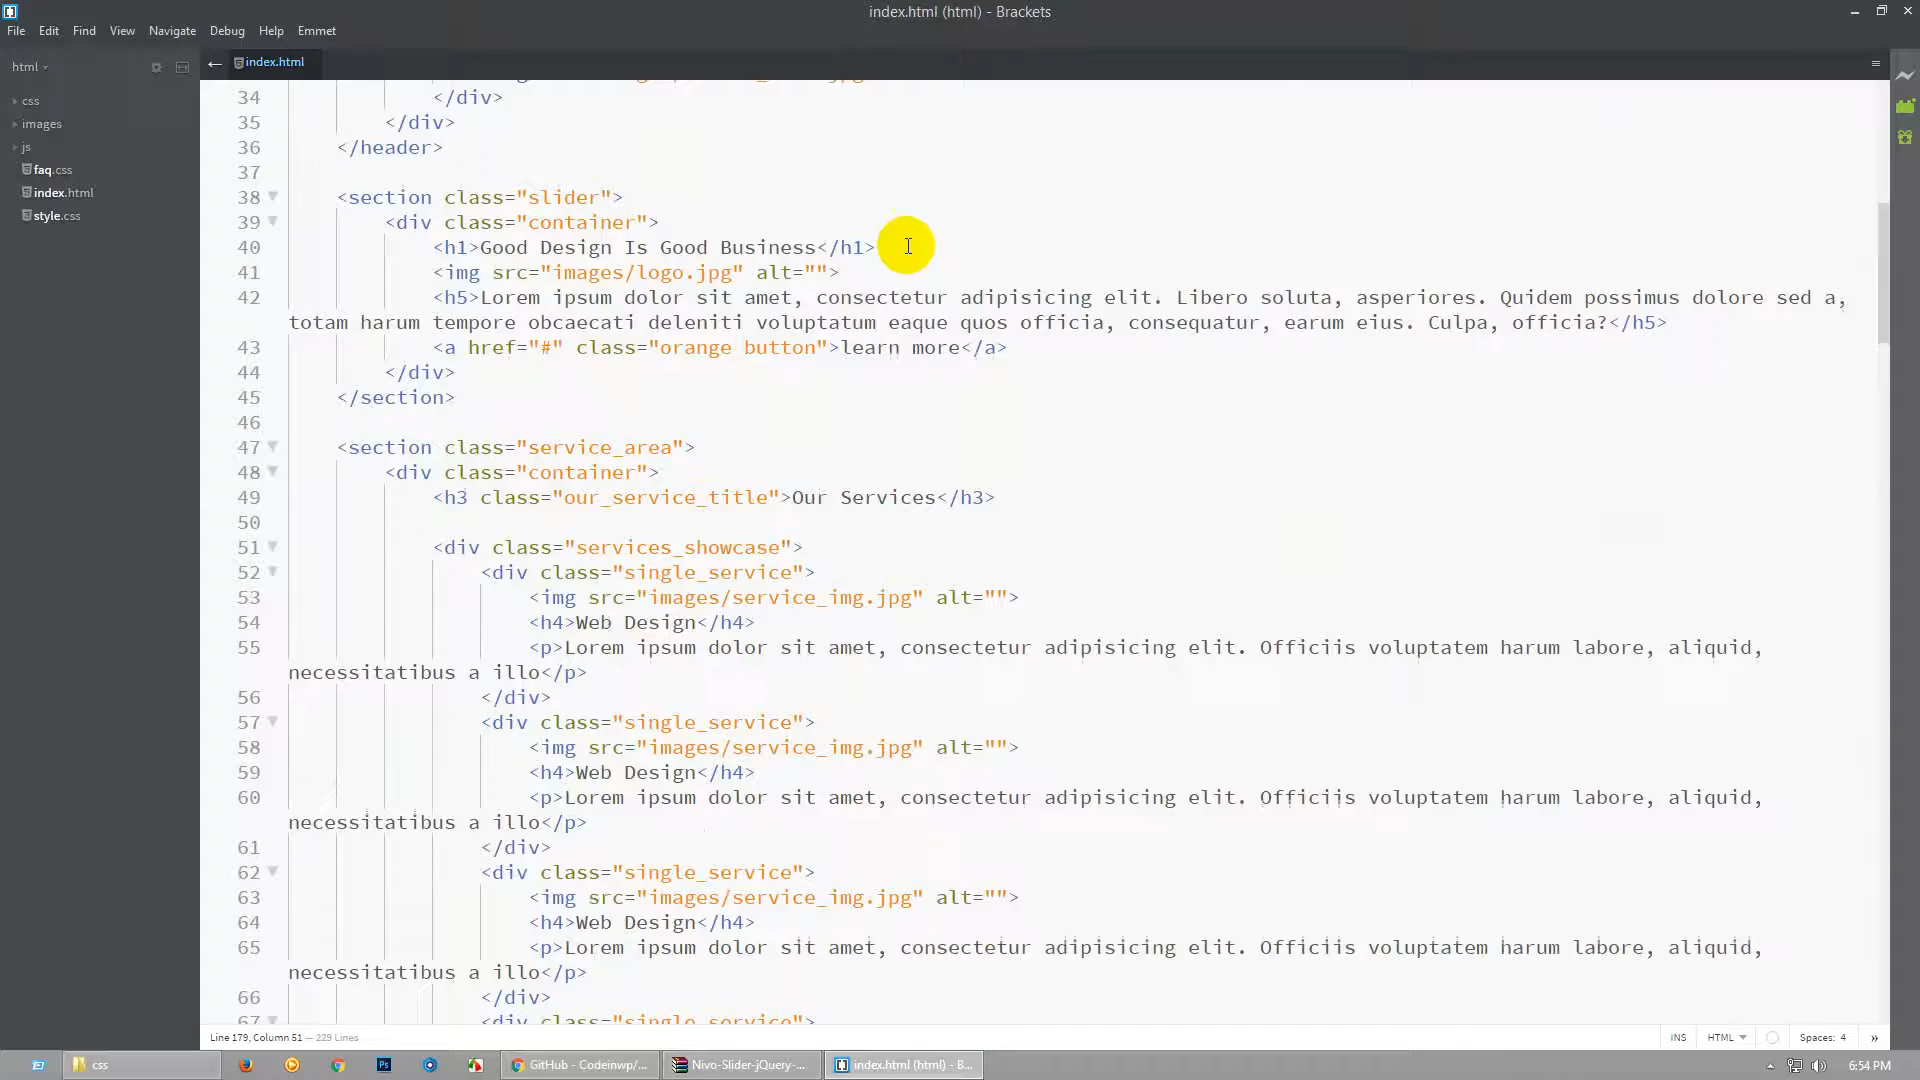 index.html (html) - Brackets
File Edit Find View Navigate Debug Help Emmet
html
css
images
js
faq.css
index.html
style.css
index.html
34 </div>
35 </div>
36 </header>
37
38 <section class="slider">
39 <div class="container">
40 <h1>Good Design Is Good Business</h1>
41 <img src="images/logo.jpg" alt="">
42 <h5>Lorem ipsum dolor sit amet, consectetur adipisicing elit. Libero soluta, asperiores. Quidem possimus dolore sed a,
totam harum tempore obcaecati deleniti voluptatum eaque quos officia, consequatur, earum eius. Culpa, officia?</h5>
43 <a href="#" class="orange button">learn more</a>
44 </div>
45 </section>
46
47 <section class="service_area">
48 <div class="container">
49 <h3 class="our_service_title">Our Services</h3>
50
51 <div class="services_showcase">
52 <div class="single_service">
53 <img src="images/service_img.jpg" alt="">
54 <h4>Web Design</h4>
55 <p>Lorem ipsum dolor sit amet, consectetur adipisicing elit. Officiis voluptatem harum labore, aliquid,
necessitatibus a illo</p>
56 </div>
57 <div class="single_service">
58 <img src="images/service_img.jpg" alt="">
59 <h4>Web Design</h4>
60 <p>Lorem ipsum dolor sit amet, consectetur adipisicing elit. Officiis voluptatem harum labore, aliquid,
necessitatibus a illo</p>
61 </div>
62 <div class="single_service">
63 <img src="images/service_img.jpg" alt="">
64 <h4>Web Design</h4>
65 <p>Lorem ipsum dolor sit amet, consectetur adipisicing elit. Officiis voluptatem harum labore, aliquid,
necessitatibus a illo</p>
66 </div>
67 <div class="single_service">
Line 179, Column 51 — 229 Lines
INS HTML Spaces: 4
css
Ps
GitHub - Codeinwp/...
Nivo-Slider-jQuery-...
index.html (html) - B...
6:54 PM